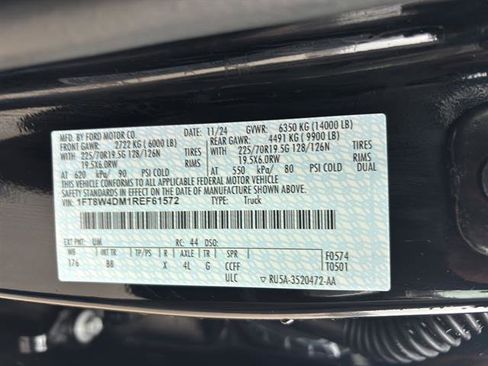 MFD. BY FORD MOTOR CO. 11/24 GVWR: 6350 KG (14000 LB)
FRONT GAWR: 2722 KG (6000 LB) REAR GAWR: 4491 KG (9900 LB)
WITH 225/70R19.5G 128/126N TIRES WITH 225/70R19.5G 128/126N TIRES
19.5X6.0RW RIMS 19.5X6.0RW RIMS
AT 620 kPa/ 90 PSI COLD AT 550 kPa/ 80 PSI COLD DUAL
THIS VEHICLE CONFORMS TO ALL APPLICABLE FEDERAL MOTOR VEHICLE
SAFETY STANDARDS IN EFFECT ON THE DATE OF MANUFACTURE SHOWN ABOVE.
VIN: 1FT8W4DM1REF61572 TYPE: Truck
EXT PNT: UM RC: 44 DSO: F0574
WB INT TR TP/PS R AXLE TR SPR T0501
176 BB X 4L G CCFF
ULC RU5A-3520472-AA